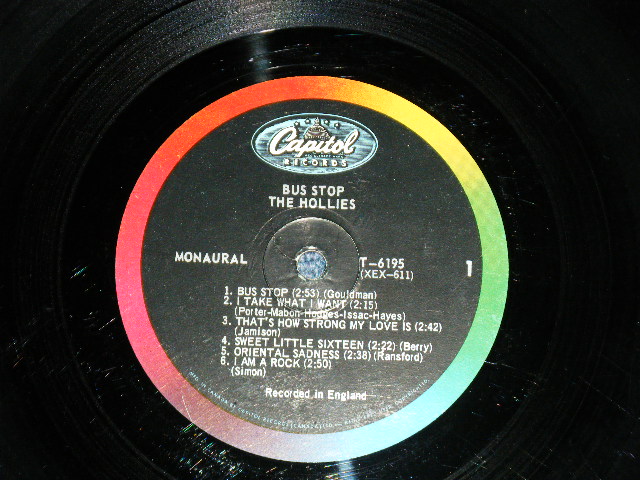 Capitol
RECORDS
BUS STOP
THE HOLLIES
MONAURAL
T-6195
(XEX-611)
1
1. BUS STOP (2:53) (Gouldman)
2. I TAKE WHAT I WANT (2:15)
(Porter-Mabon Hodges-Issac-Hayes)
3. THAT'S HOW STRONG MY LOVE IS (2:42)
(Jamison)
4. SWEET LITTLE SIXTEEN (2:22) (Berry)
5. ORIENTAL SADNESS (2:38) (Ransford)
6. I AM A ROCK (2:50)
(Simon)
Recorded in England